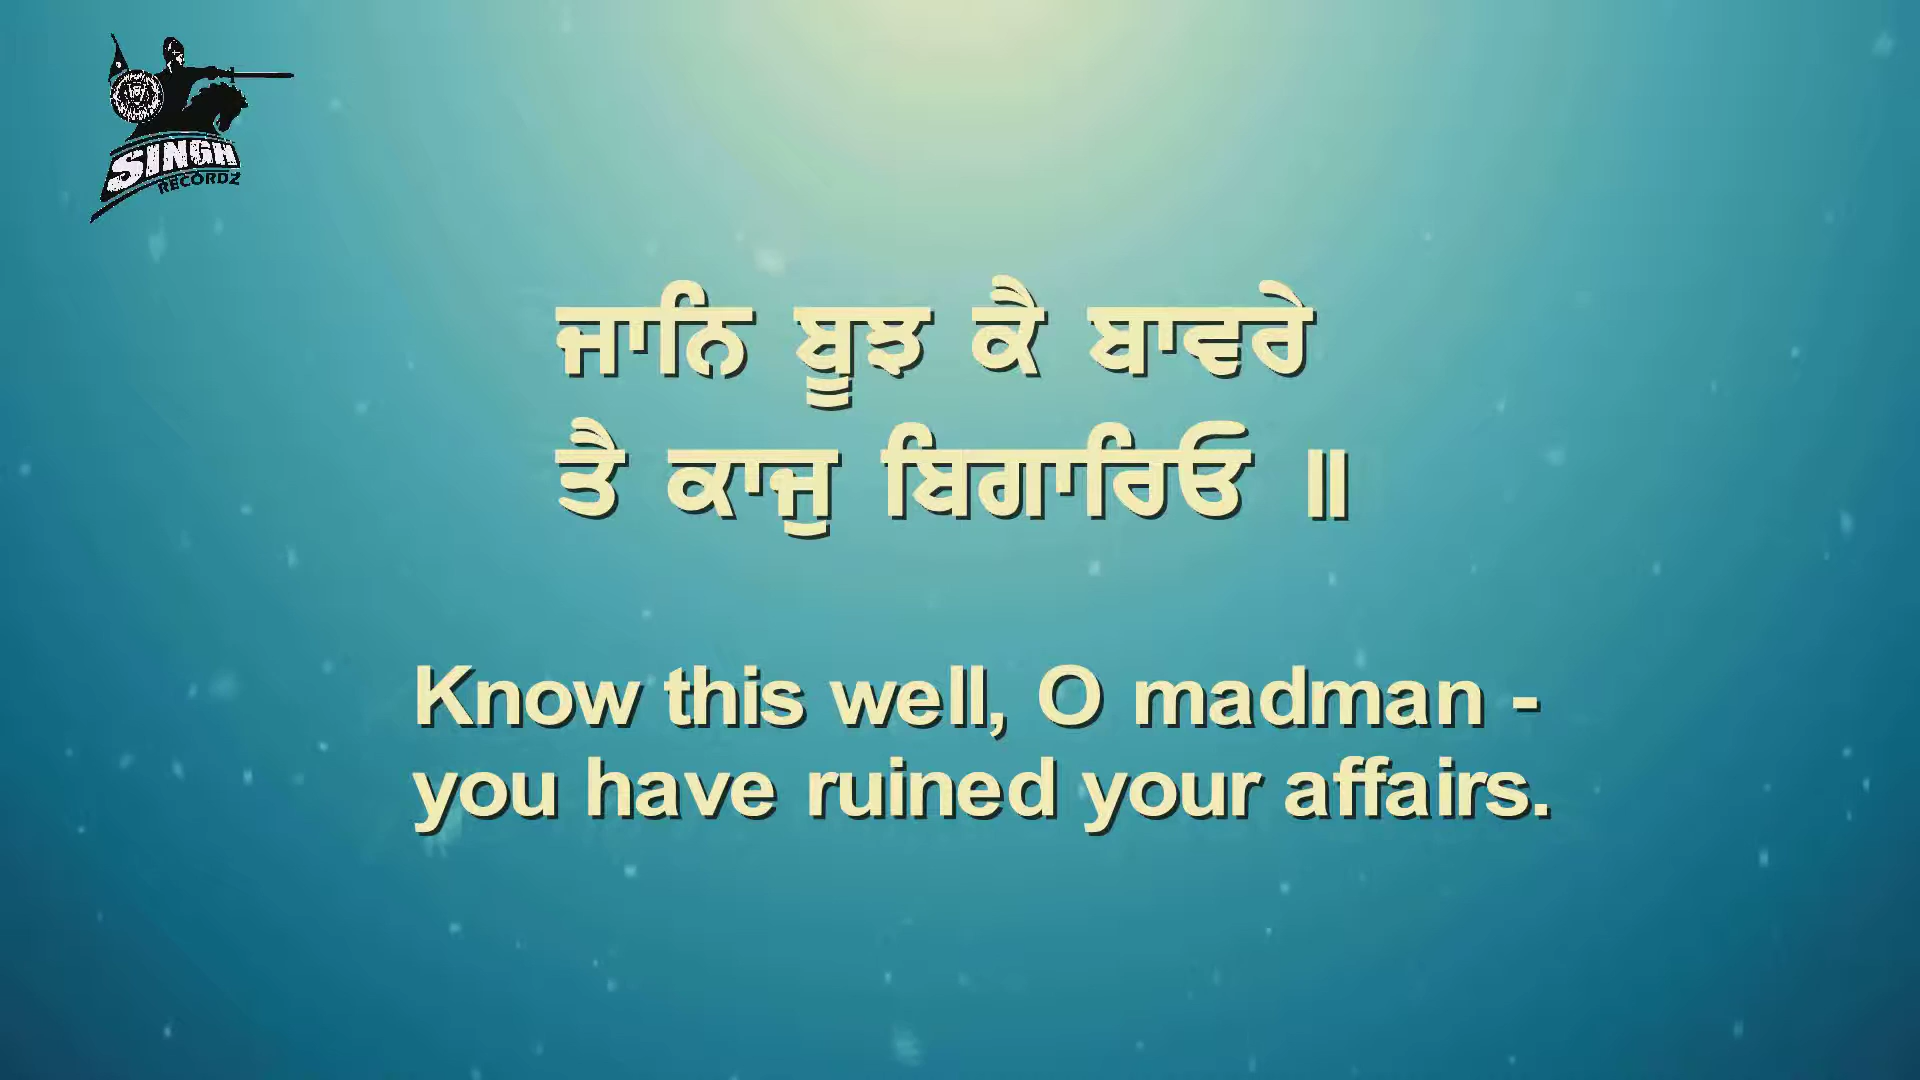 SINGH
RECORDZ
ਜਾਨਿ ਬੂਝ ਕੈ ਬਾਵਰੇ
ਤੈ ਕਾਜੁ ਬਿਗਾਰਿਓ ॥
Know this well, O madman -
you have ruined your affairs.